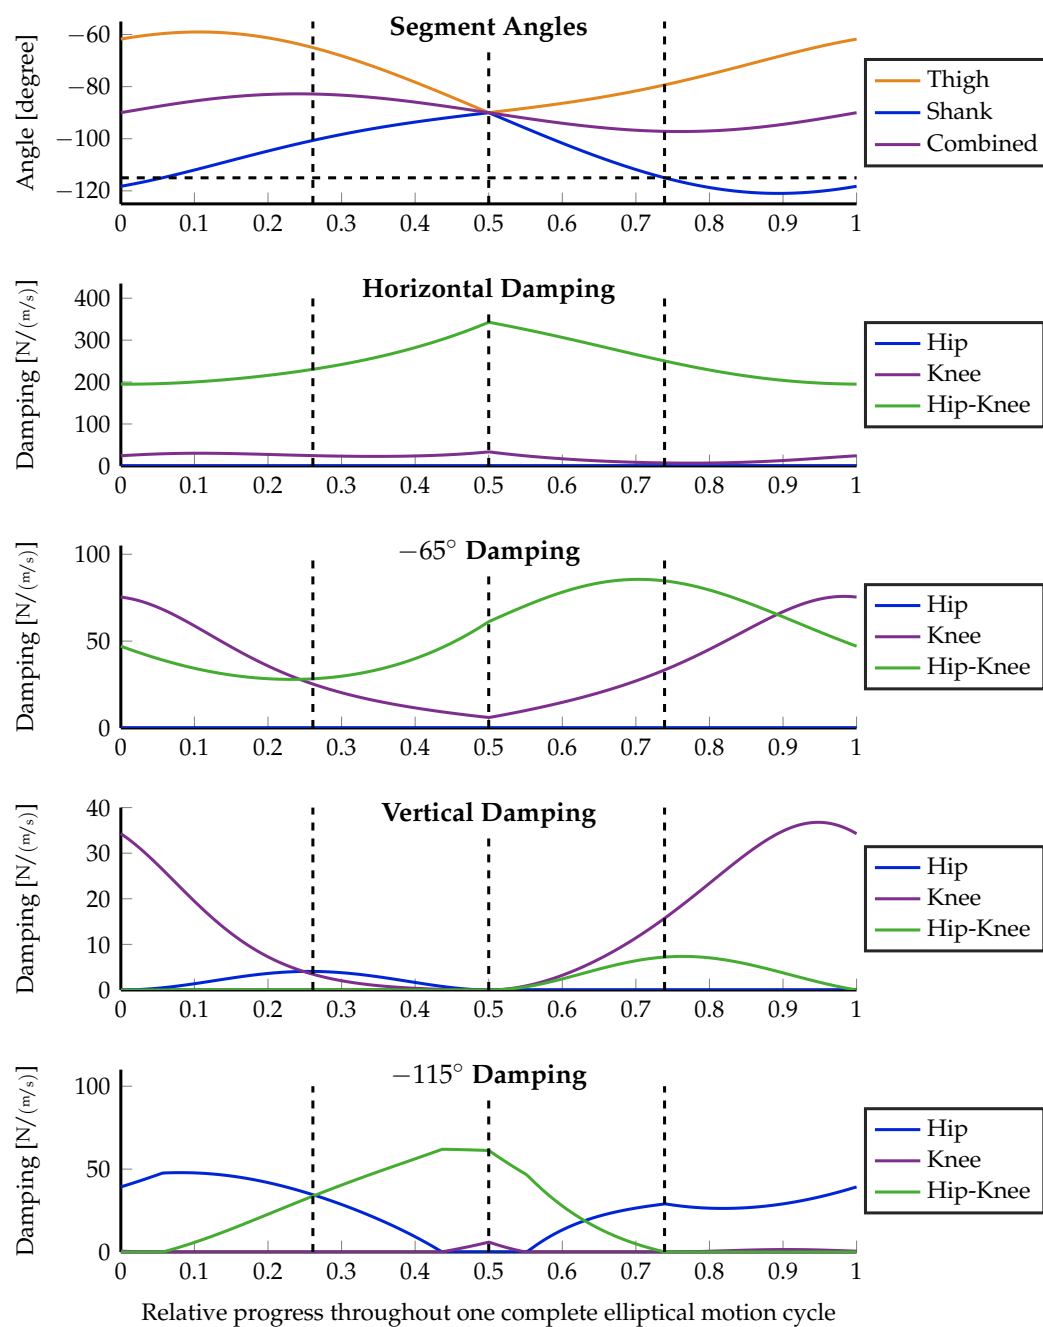 Segment Angles
Angle [degree]
−60
−80
−100
−120
0 0.1 0.2 0.3 0.4 0.5 0.6 0.7 0.8 0.9 1
Thigh
Shank
Combined
Horizontal Damping
Damping [N/(m/s)]
400
300
200
100
0
0 0.1 0.2 0.3 0.4 0.5 0.6 0.7 0.8 0.9 1
Hip
Knee
Hip-Knee
−65° Damping
Damping [N/(m/s)]
100
50
0
0 0.1 0.2 0.3 0.4 0.5 0.6 0.7 0.8 0.9 1
Hip
Knee
Hip-Knee
Vertical Damping
Damping [N/(m/s)]
40
30
20
10
0
0 0.1 0.2 0.3 0.4 0.5 0.6 0.7 0.8 0.9 1
Hip
Knee
Hip-Knee
−115° Damping
Damping [N/(m/s)]
100
50
0
0 0.1 0.2 0.3 0.4 0.5 0.6 0.7 0.8 0.9 1
Hip
Knee
Hip-Knee
Relative progress throughout one complete elliptical motion cycle